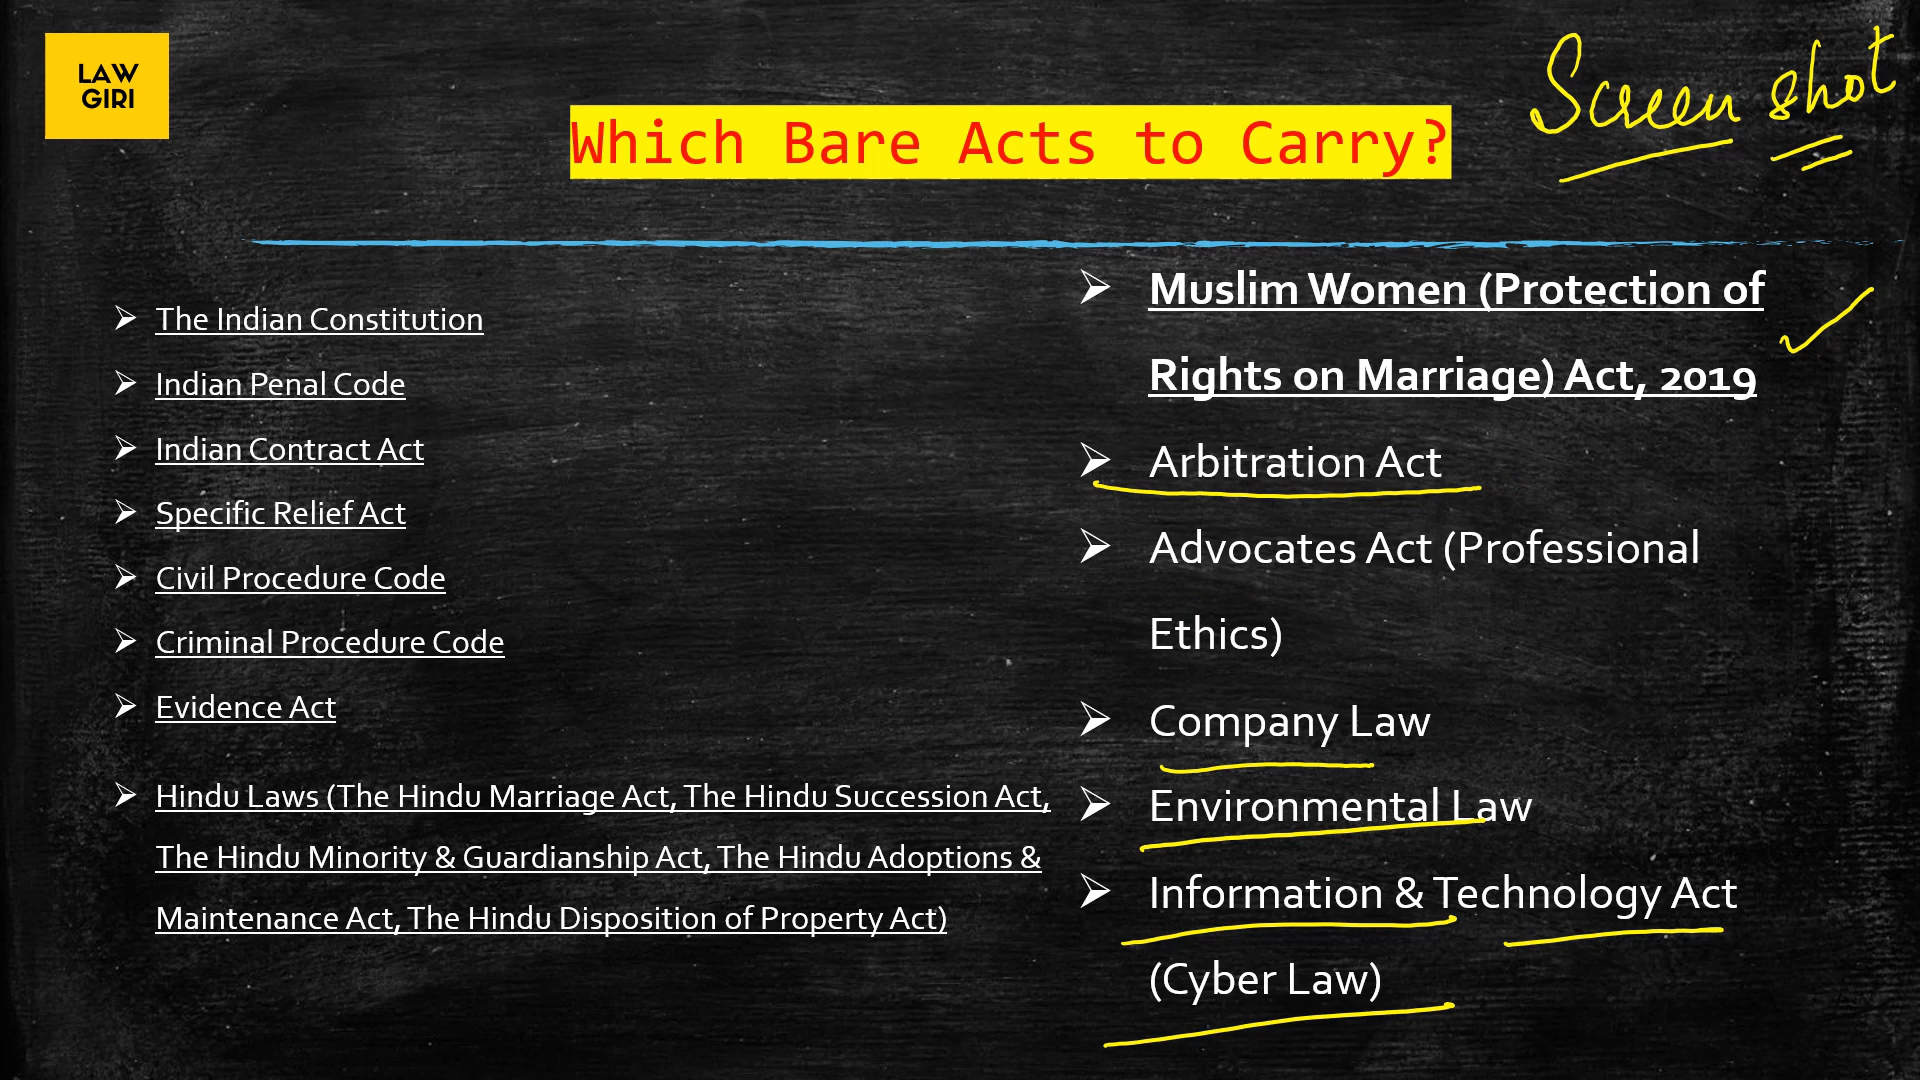 LAW
GIRI
Which Bare Acts to Carry?
Screen shot
The Indian Constitution
Indian Penal Code
Indian Contract Act
Specific Relief Act
Civil Procedure Code
Criminal Procedure Code
Evidence Act
Hindu Laws (The Hindu Marriage Act, The Hindu Succession Act,
The Hindu Minority & Guardianship Act, The Hindu Adoptions &
Maintenance Act, The Hindu Disposition of Property Act)
Muslim Women (Protection of
Rights on Marriage) Act, 2019
Arbitration Act
Advocates Act (Professional
Ethics)
Company Law
Environmental Law
Information & Technology Act
(Cyber Law)